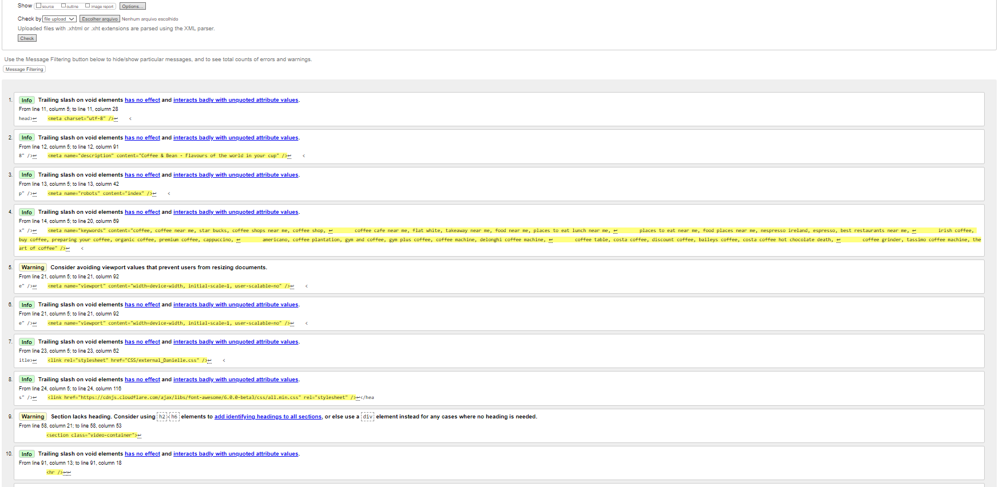 Show source outline image report Options...
Check by file upload Escolher arquivo Nenhum arquivo escolhido
Uploaded files with .xhtml or .xht extensions are parsed using the XML parser.
Check
Use the Message Filtering button below to hide/show particular messages, and to see total counts of errors and warnings.
Message Filtering
1. Info Trailing slash on void elements has no effect and interacts badly with unquoted attribute values.
From line 11, column 5; to line 11, column 28
head>↩ <meta charset="utf-8" />↩ <
2. Info Trailing slash on void elements has no effect and interacts badly with unquoted attribute values.
From line 12, column 5; to line 12, column 91
8" />↩ <meta name="description" content="Coffee & Bean - Flavours of the world in your cup" />↩ <
3. Info Trailing slash on void elements has no effect and interacts badly with unquoted attribute values.
From line 13, column 5; to line 13, column 42
p" />↩ <meta name="robots" content="index" />↩ <
4. Info Trailing slash on void elements has no effect and interacts badly with unquoted attribute values.
From line 14, column 5; to line 20, column 69
x" />↩ <meta name="keywords" content="coffee, coffee near me, star bucks, coffee shops near me, coffee shop, ↩ coffee cafe near me, flat white, takeaway near me, food near me, places to eat lunch near me, ↩ places to eat near me, food places near me, nespresso ireland, espresso, best restaurants near me, ↩ irish coffee,
buy coffee, preparing your coffee, organic coffee, premium coffee, cappuccino, ↩ americano, coffee plantation, gym and coffee, gym plus coffee, coffee machine, delonghi coffee machine, ↩ coffee table, costa coffee, discount coffee, baileys coffee, costa coffee hot chocolate death, ↩ coffee grinder, tassimo coffee machine, the
art of coffee" />↩ <
5. Warning Consider avoiding viewport values that prevent users from resizing documents.
From line 21, column 5; to line 21, column 92
e" />↩ <meta name="viewport" content="width=device-width, initial-scale=1, user-scalable=no" />↩ <
6. Info Trailing slash on void elements has no effect and interacts badly with unquoted attribute values.
From line 21, column 5; to line 21, column 92
e" />↩ <meta name="viewport" content="width=device-width, initial-scale=1, user-scalable=no" />↩ <
7. Info Trailing slash on void elements has no effect and interacts badly with unquoted attribute values.
From line 23, column 5; to line 23, column 62
itle>↩ <link rel="stylesheet" href="CSS/external_Danielle.css" />↩ <
8. Info Trailing slash on void elements has no effect and interacts badly with unquoted attribute values.
From line 24, column 5; to line 24, column 116
s" />↩ <link href="https://cdnjs.cloudflare.com/ajax/libs/font-awesome/6.0.0-beta3/css/all.min.css" rel="stylesheet" />↩</hea
9. Warning Section lacks heading. Consider using h2-h6 elements to add identifying headings to all sections, or else use a div element instead for any cases where no heading is needed.
From line 58, column 21; to line 58, column 53
<section class="video-container">↩
10. Info Trailing slash on void elements has no effect and interacts badly with unquoted attribute values.
From line 91, column 13; to line 91, column 18
<hr />↩↩